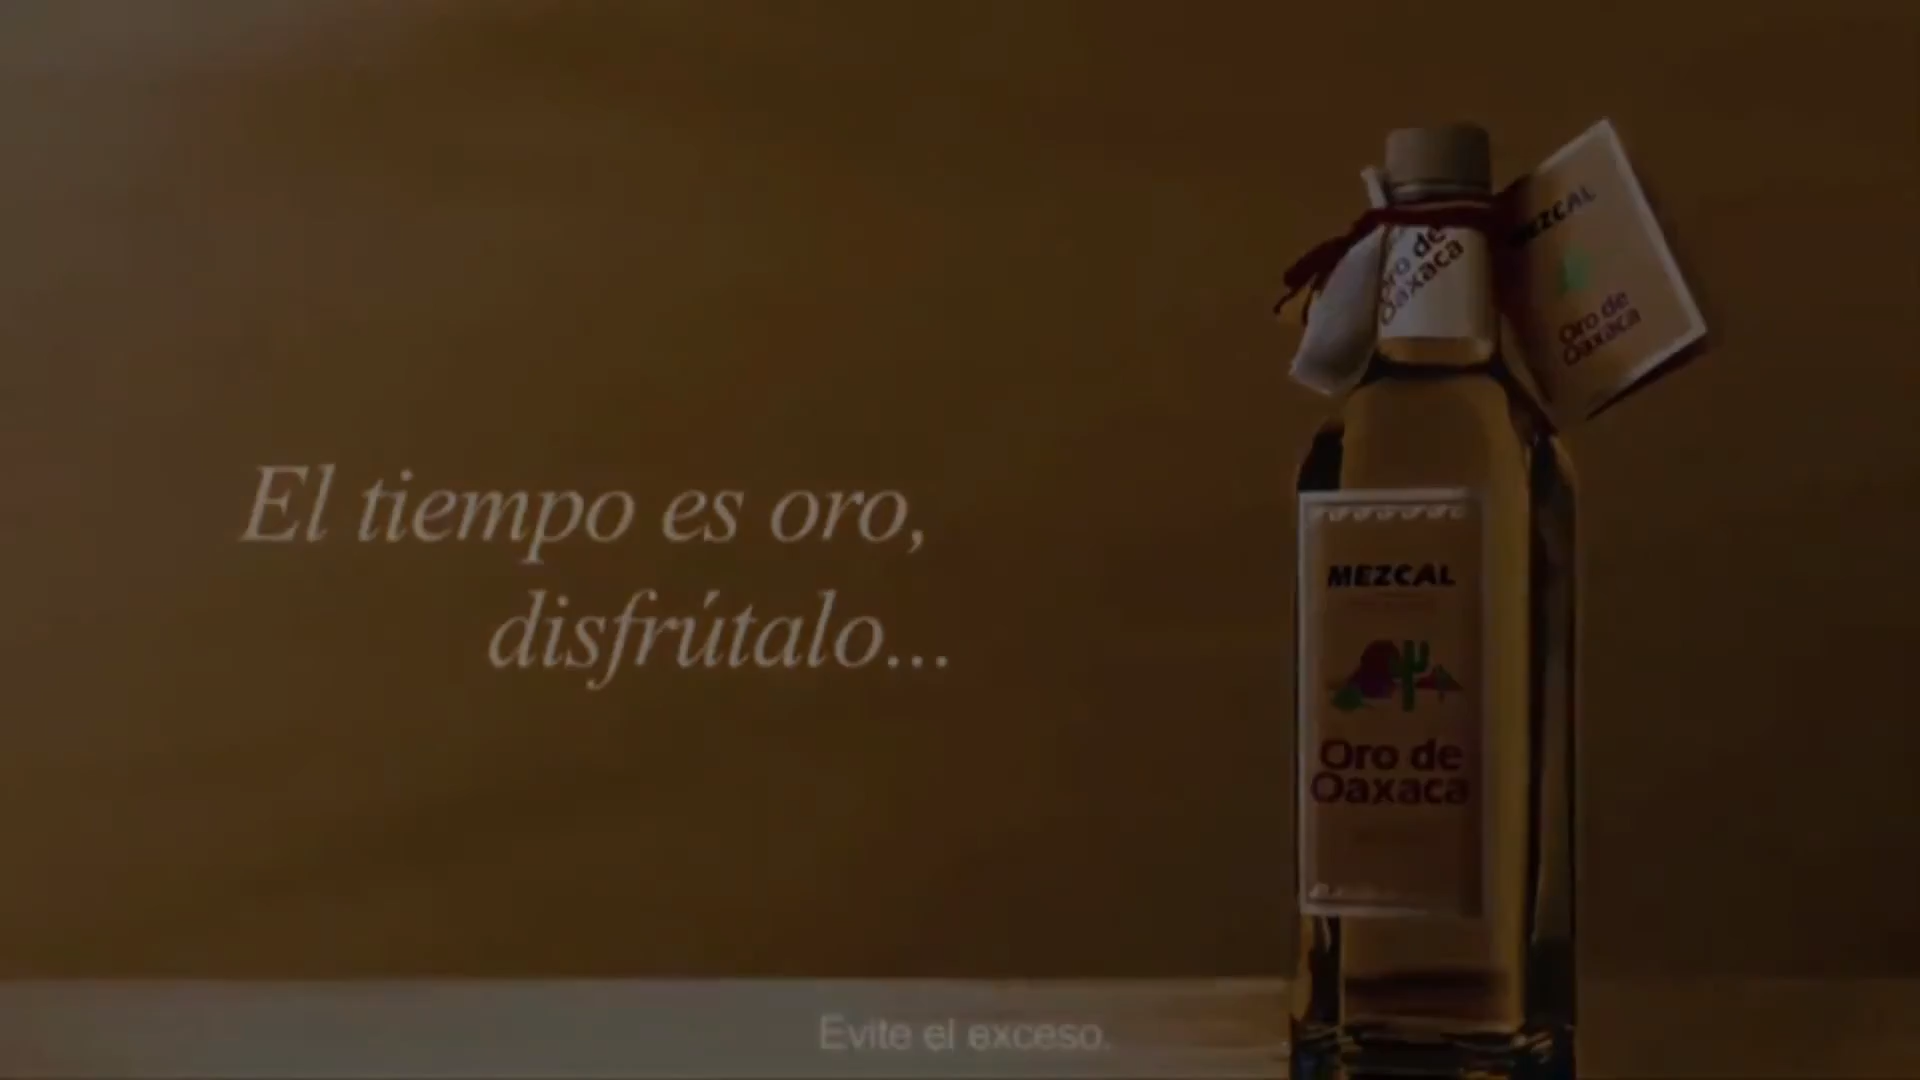 El tiempo es oro,
disfrútalo...
Oro de
Oaxaca
MEZCAL
Oro de
Oaxaca
MEZCAL
Oro de
Oaxaca
Evite el exceso.